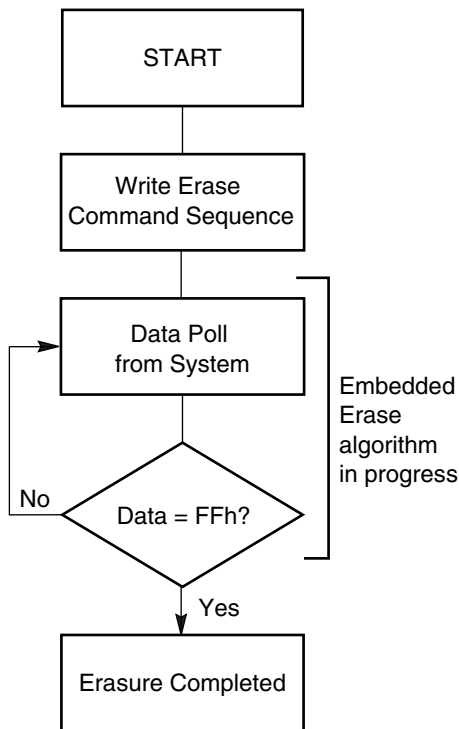 START
Write Erase
Command Sequence
Data Poll
from System
Embedded
Erase
algorithm
in progress
No
Data = FFh?
Yes
Erasure Completed